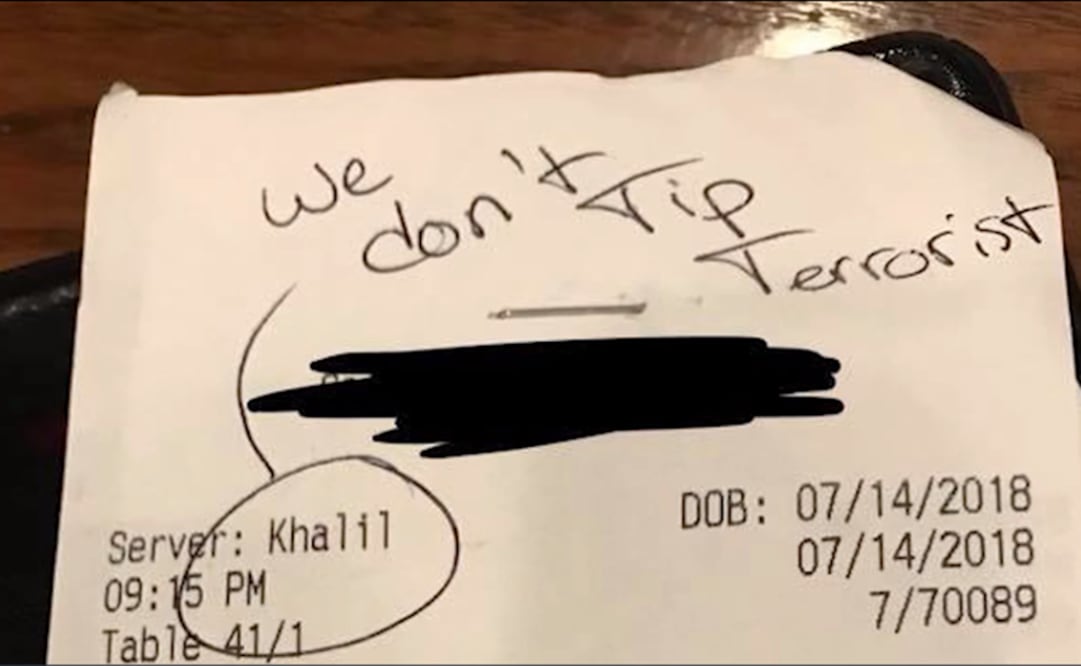 We
don't Tip
Terrorist
Server: Khalil
DOB: 07/14/2018
09:15 PM
07/14/2018
Table 41/1
7/70089